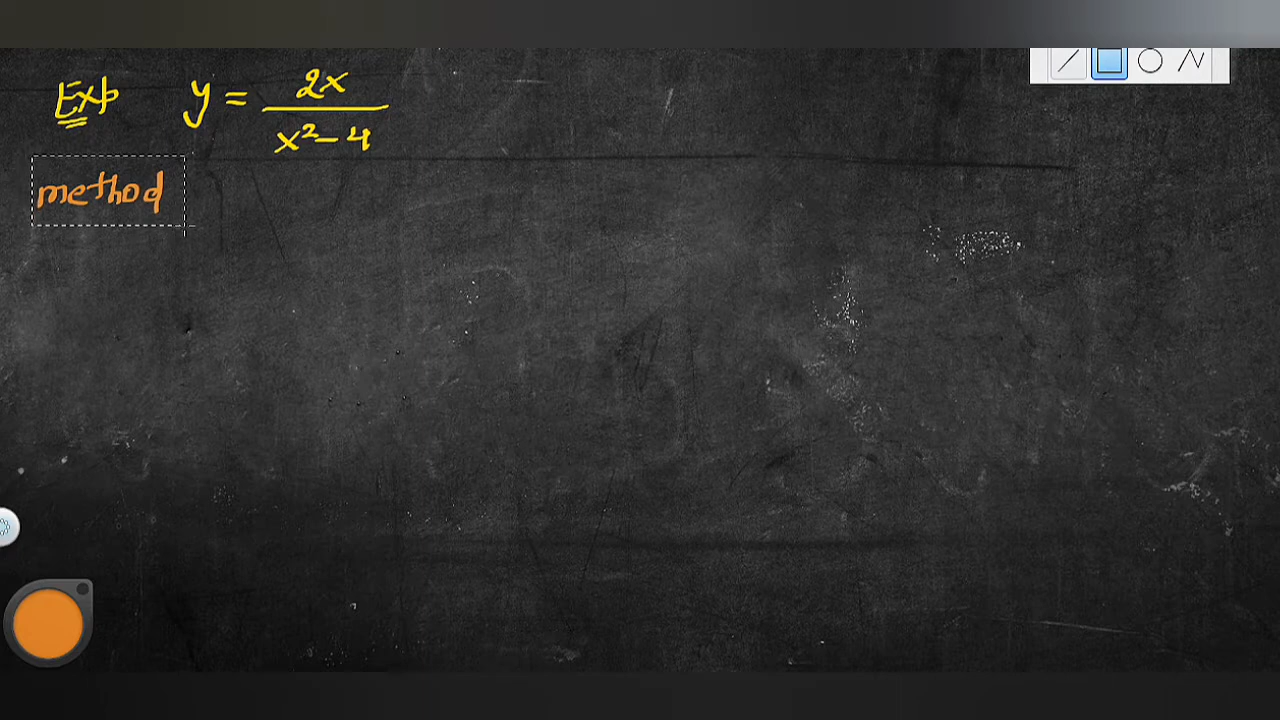 Exp y = 2x / x² - 4
method